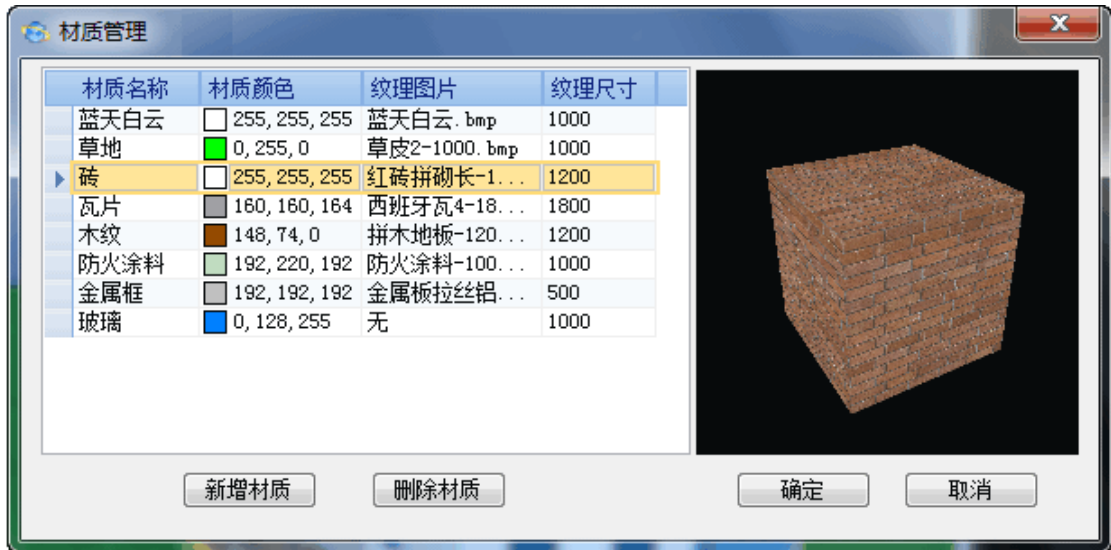 材质管理
材质名称 材质颜色 纹理图片 纹理尺寸
蓝天白云 255, 255, 255 蓝天白云.bmp 1000
草地 0, 255, 0 草皮2-1000.bmp 1000
砖 255, 255, 255 红砖拼砌长-1... 1200
瓦片 160, 160, 164 西班牙瓦4-18... 1800
木纹 148, 74, 0 拼木地板-120... 1200
防火涂料 192, 220, 192 防火涂料-100... 1000
金属框 192, 192, 192 金属板拉丝铝... 500
玻璃 0, 128, 255 无 1000
新增材质 删除材质 确定 取消